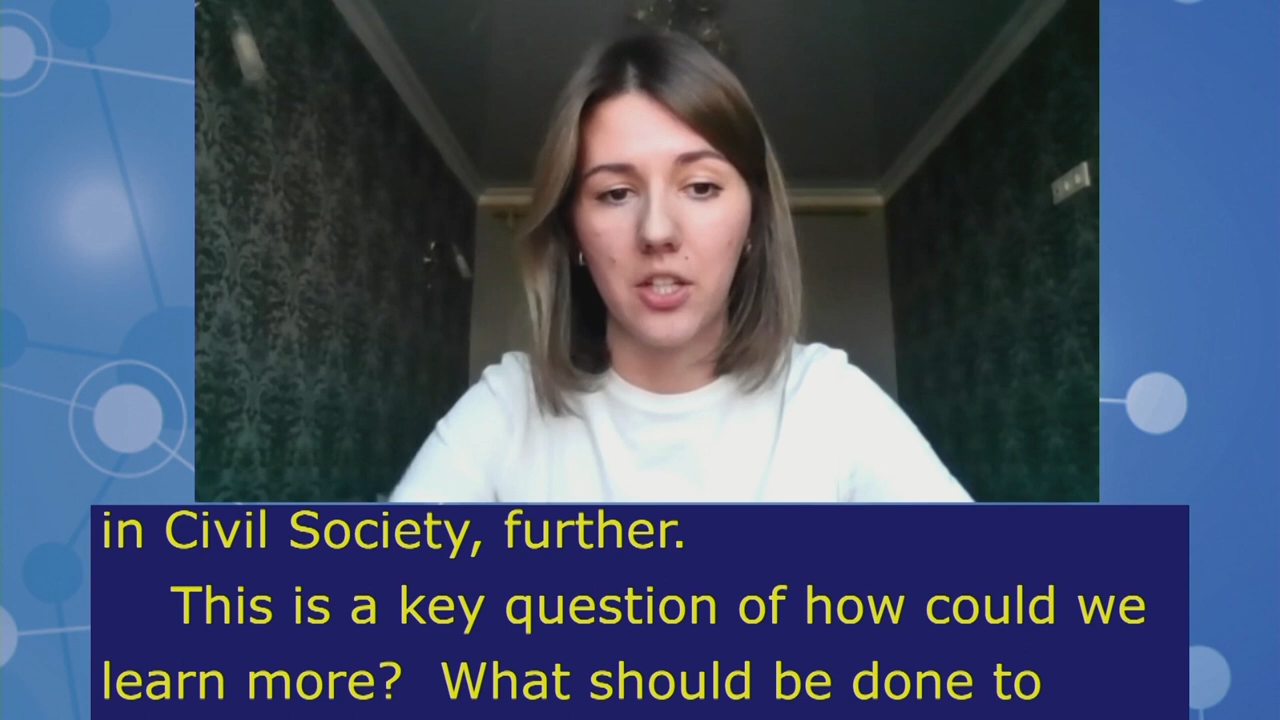 in Civil Society, further.
This is a key question of how could we
learn more?  What should be done to